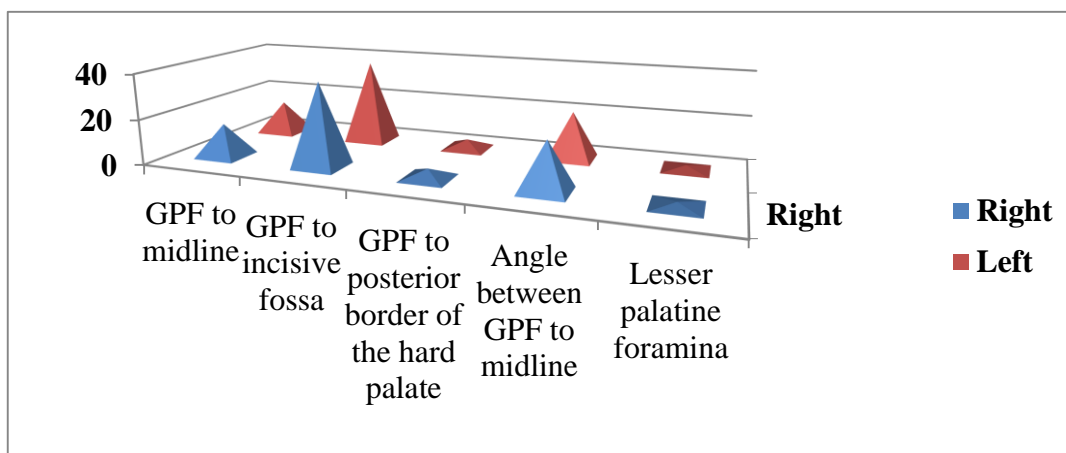 40
20
0
GPF to
midline
GPF to
incisive
fossa
GPF to
posterior
border of
the hard
palate
Angle
between
GPF to
midline
Lesser
palatine
foramina
Right
Right
Left